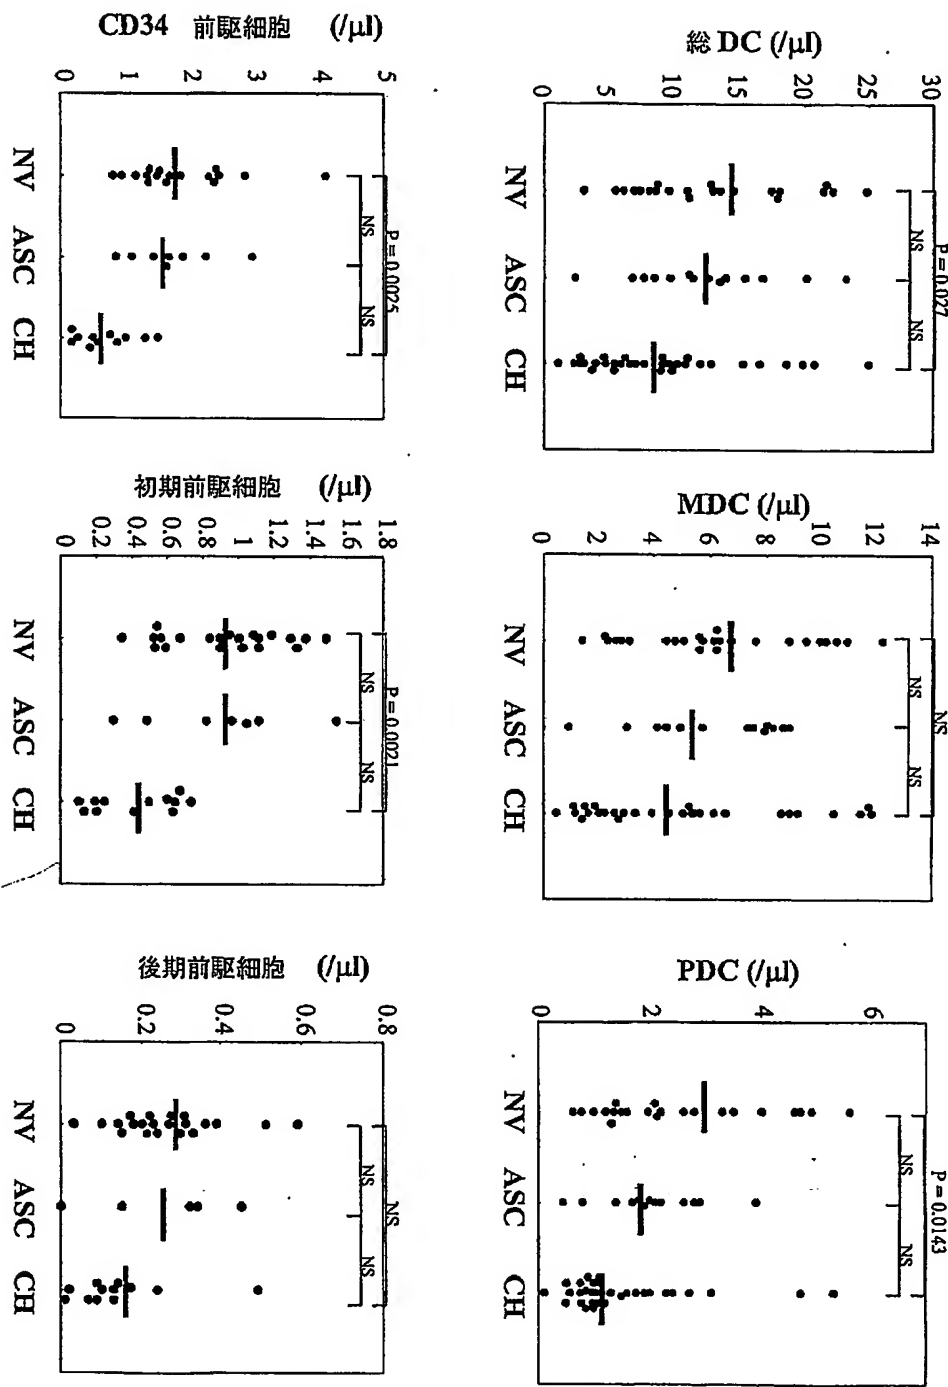 総 DC (/μl)
30
25
20
15
10
5
0
P = 0.027
NS
NS
NV
ASC
CH
MDC (/μl)
14
12
10
8
6
4
2
0
NS
NS
NS
NV
ASC
CH
PDC (/μl)
6
4
2
0
P = 0.0143
NS
NS
NV
ASC
CH
CD34 前駆細胞 (/μl)
5
4
3
2
1
0
P = 0.0025
NS
NS
NV
ASC
CH
初期前駆細胞 (/μl)
1.8
1.6
1.4
1.2
1
0.8
0.6
0.4
0.2
0
P = 0.0021
NS
NS
NV
ASC
CH
後期前駆細胞 (/μl)
0.8
0.6
0.4
0.2
0
NS
NS
NS
NV
ASC
CH